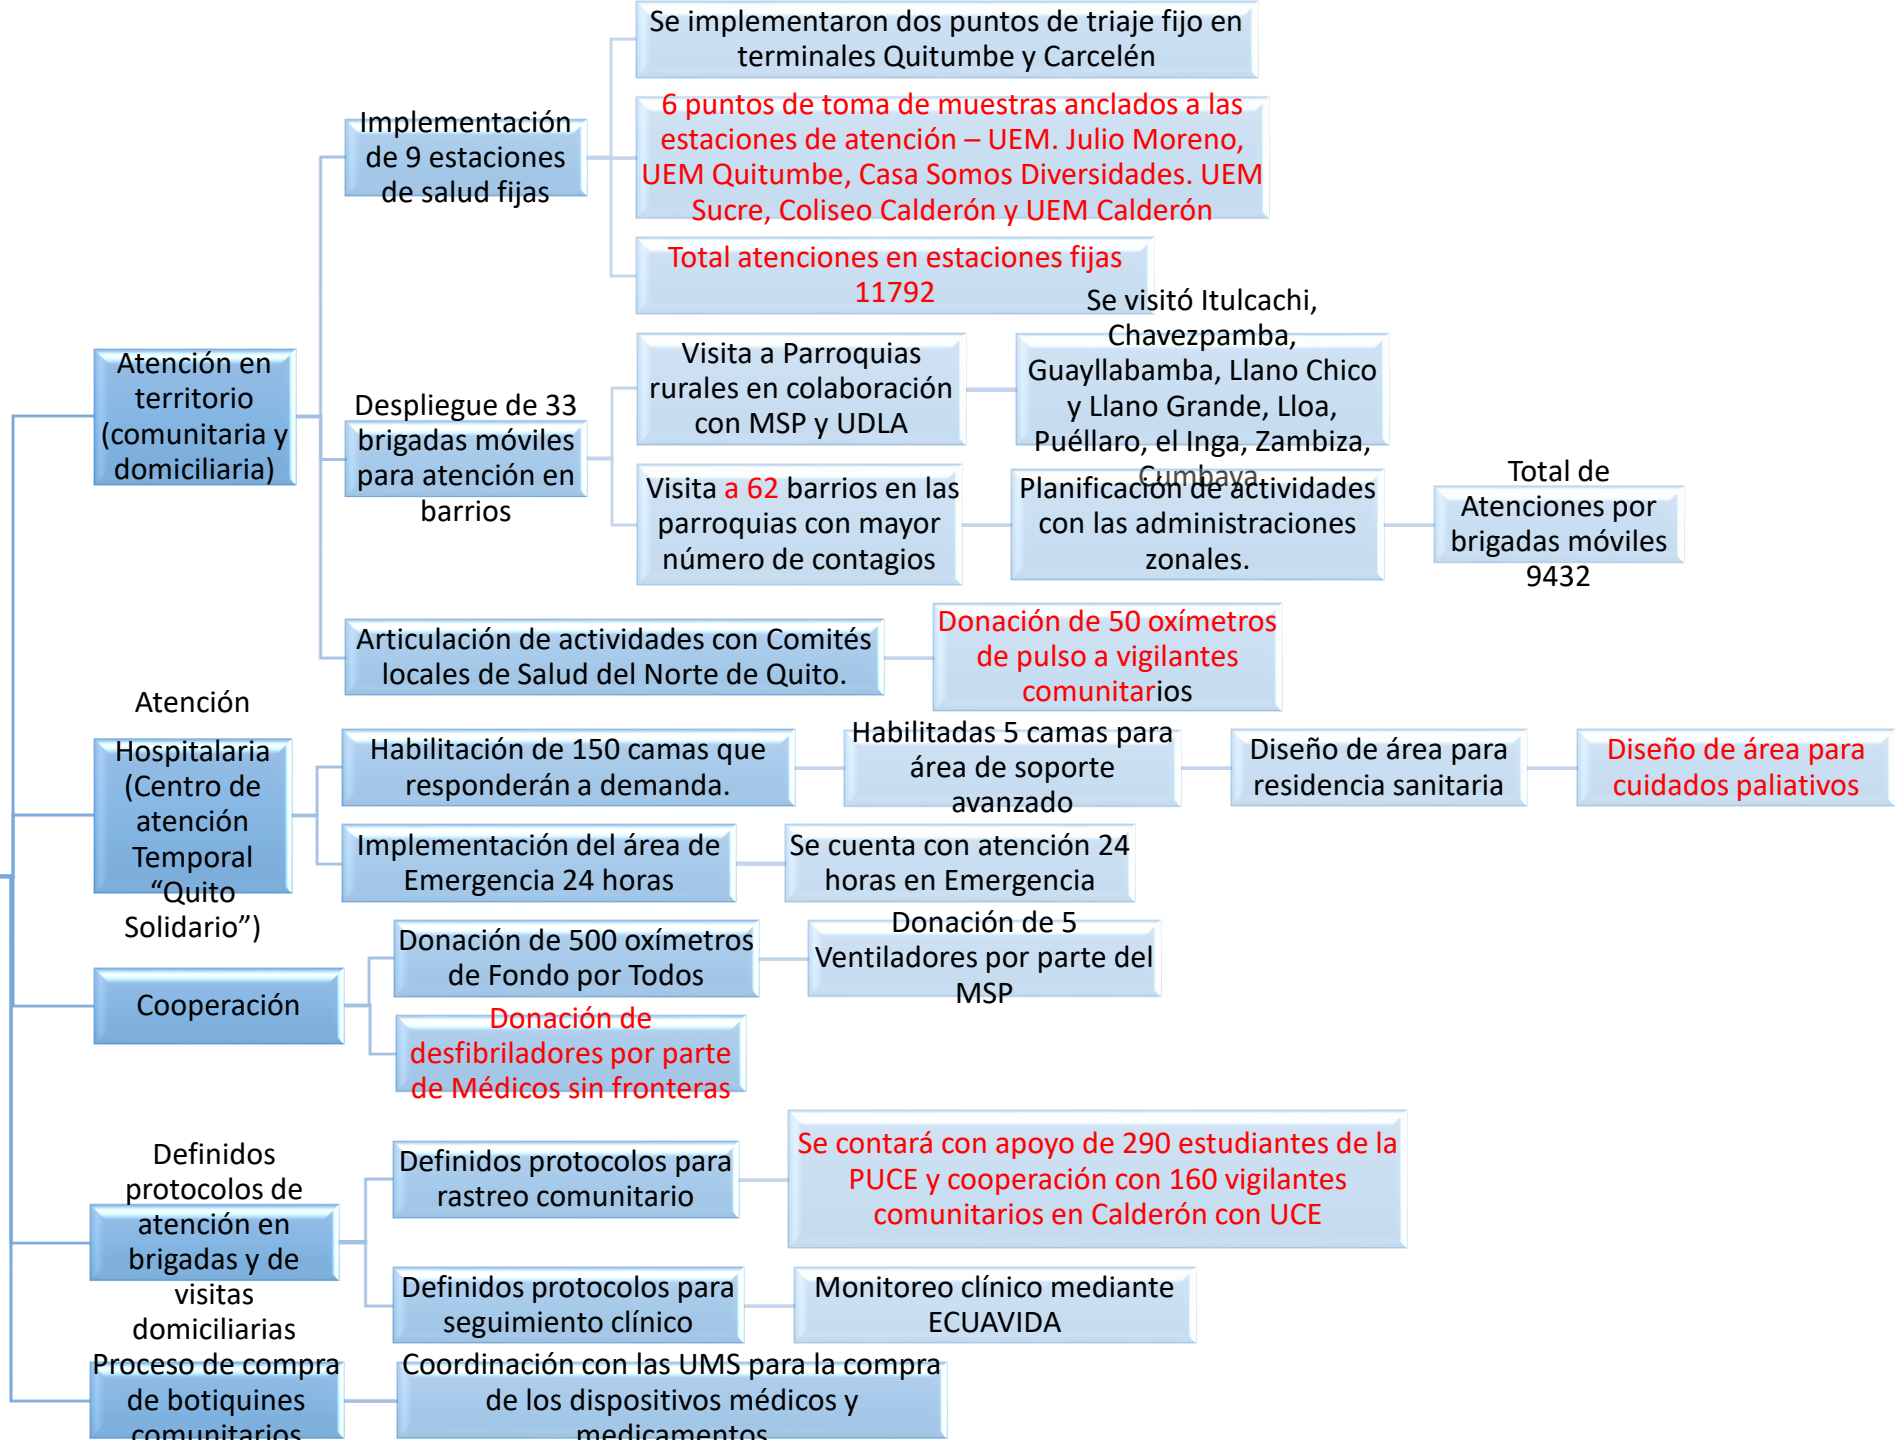 Se implementaron dos puntos de triaje fijo en
terminales Quitumbe y Carcelén
Implementación
de 9 estaciones
de salud fijas
6 puntos de toma de muestras anclados a las
estaciones de atención – UEM. Julio Moreno,
UEM Quitumbe, Casa Somos Diversidades. UEM
Sucre, Coliseo Calderón y UEM Calderón
Total atenciones en estaciones fijas
11792
Atención en
territorio
(comunitaria y
domiciliaria)
Despliegue de 33
brigadas móviles
para atención en
barrios
Visita a Parroquias
rurales en colaboración
con MSP y UDLA
Se visitó Itulcachi,
Chavezpamba,
Guayllabamba, Llano Chico
y Llano Grande, Lloa,
Puéllaro, el Inga, Zambiza,
Cumbaya
Visita a 62 barrios en las
parroquias con mayor
número de contagios
Planificación de actividades
con las administraciones
zonales.
Total de
Atenciones por
brigadas móviles
9432
Articulación de actividades con Comités
locales de Salud del Norte de Quito.
Donación de 50 oxímetros
de pulso a vigilantes
comunitarios
Atención
Hospitalaria
(Centro de
atención
Temporal
“Quito
Solidario”)
Habilitación de 150 camas que
responderán a demanda.
Habilitadas 5 camas para
área de soporte
avanzado
Diseño de área para
residencia sanitaria
Diseño de área para
cuidados paliativos
Implementación del área de
Emergencia 24 horas
Se cuenta con atención 24
horas en Emergencia
Cooperación
Donación de 500 oxímetros
de Fondo por Todos
Donación de 5
Ventiladores por parte del
MSP
Donación de
desfibriladores por parte
de Médicos sin fronteras
Definidos
protocolos de
atención en
brigadas y de
visitas
domiciliarias
Definidos protocolos para
rastreo comunitario
Se contará con apoyo de 290 estudiantes de la
PUCE y cooperación con 160 vigilantes
comunitarios en Calderón con UCE
Definidos protocolos para
seguimiento clínico
Monitoreo clínico mediante
ECUAVIDA
Proceso de compra
de botiquines
comunitarios
Coordinación con las UMS para la compra
de los dispositivos médicos y
medicamentos